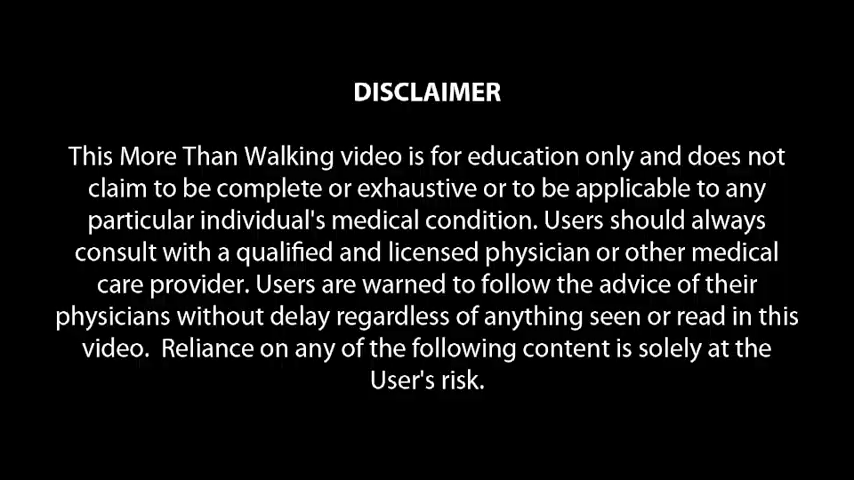 DISCLAIMER
This More Than Walking video is for education only and does not
claim to be complete or exhaustive or to be applicable to any
particular individual's medical condition. Users should always
consult with a qualified and licensed physician or other medical
care provider. Users are warned to follow the advice of their
physicians without delay regardless of anything seen or read in this
video.  Reliance on any of the following content is solely at the
User's risk.